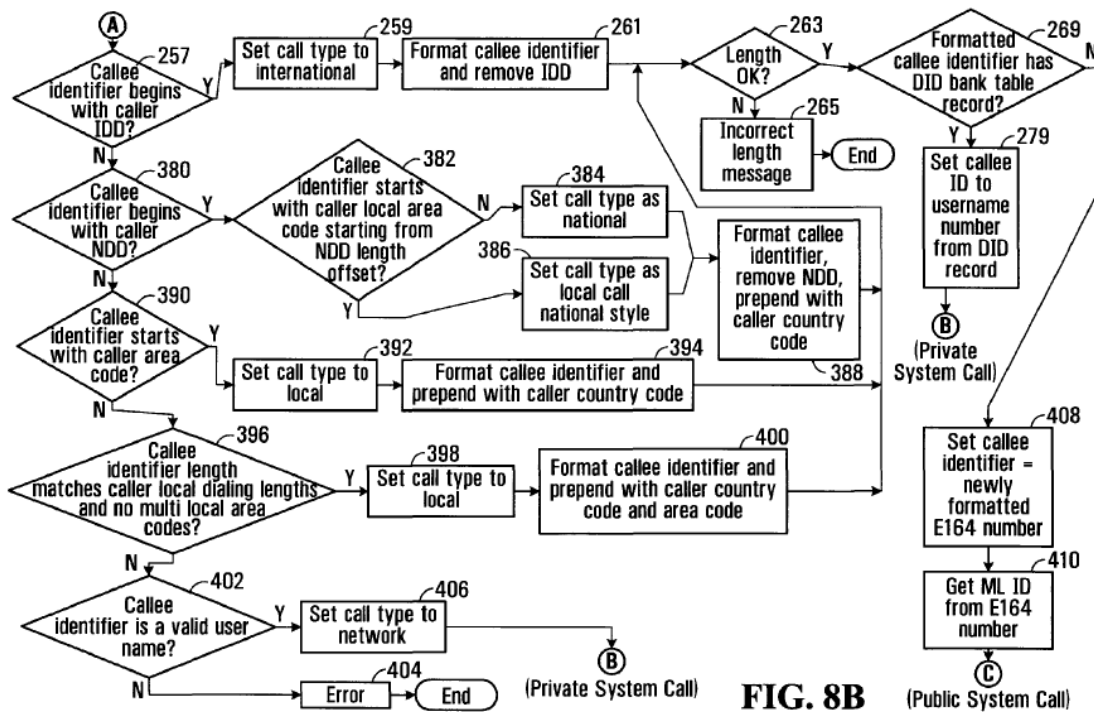 A
257
Callee
identifier begins
with caller
IDD?
Y
N
259
Set call type to
international
261
Format callee identifier
and remove IDD
263
Length
OK?
Y
N
265
Incorrect
length
message
End
269
Formatted
callee identifier has
DID bank table
record?
N
Y
279
Set callee
ID to
username
number
from DID
record
B
(Private
System Call)
380
Callee
identifier begins
with caller
NDD?
Y
N
382
Callee
identifier starts
with caller local area
code starting from
NDD length
offset?
N
Y
384
Set call type as
national
386
Set call type as
local call
national style
Format callee
identifier,
remove NDD,
prepend with
caller country
code
388
390
Callee
identifier starts
with caller area
code?
Y
N
392
Set call type to
local
394
Format callee identifier and
prepend with caller country code
396
Callee
identifier length
matches caller local dialing lengths
and no multi local area
codes?
Y
N
398
Set call type to
local
400
Format callee identifier and
prepend with caller country
code and area code
402
Callee
identifier is a valid user
name?
Y
N
406
Set call type to
network
B
(Private System Call)
404
Error
End
408
Set callee
identifier =
newly
formatted
E164 number
410
Get ML ID
from E164
number
C
(Public System Call)
FIG. 8B